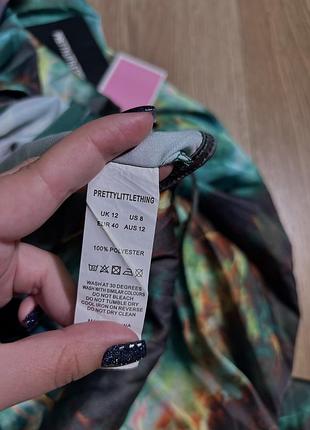 PRETTYLITTLETHING
UK 12 US 8
EUR 40 AUS 12
100% POLYESTER
WASH AT 30 DEGREES
WASH WITH SIMILAR COLOURS
DO NOT BLEACH
DO NOT TUMBLE DRY
COOL IRON ON REVERSE
DO NOT DRY CLEAN